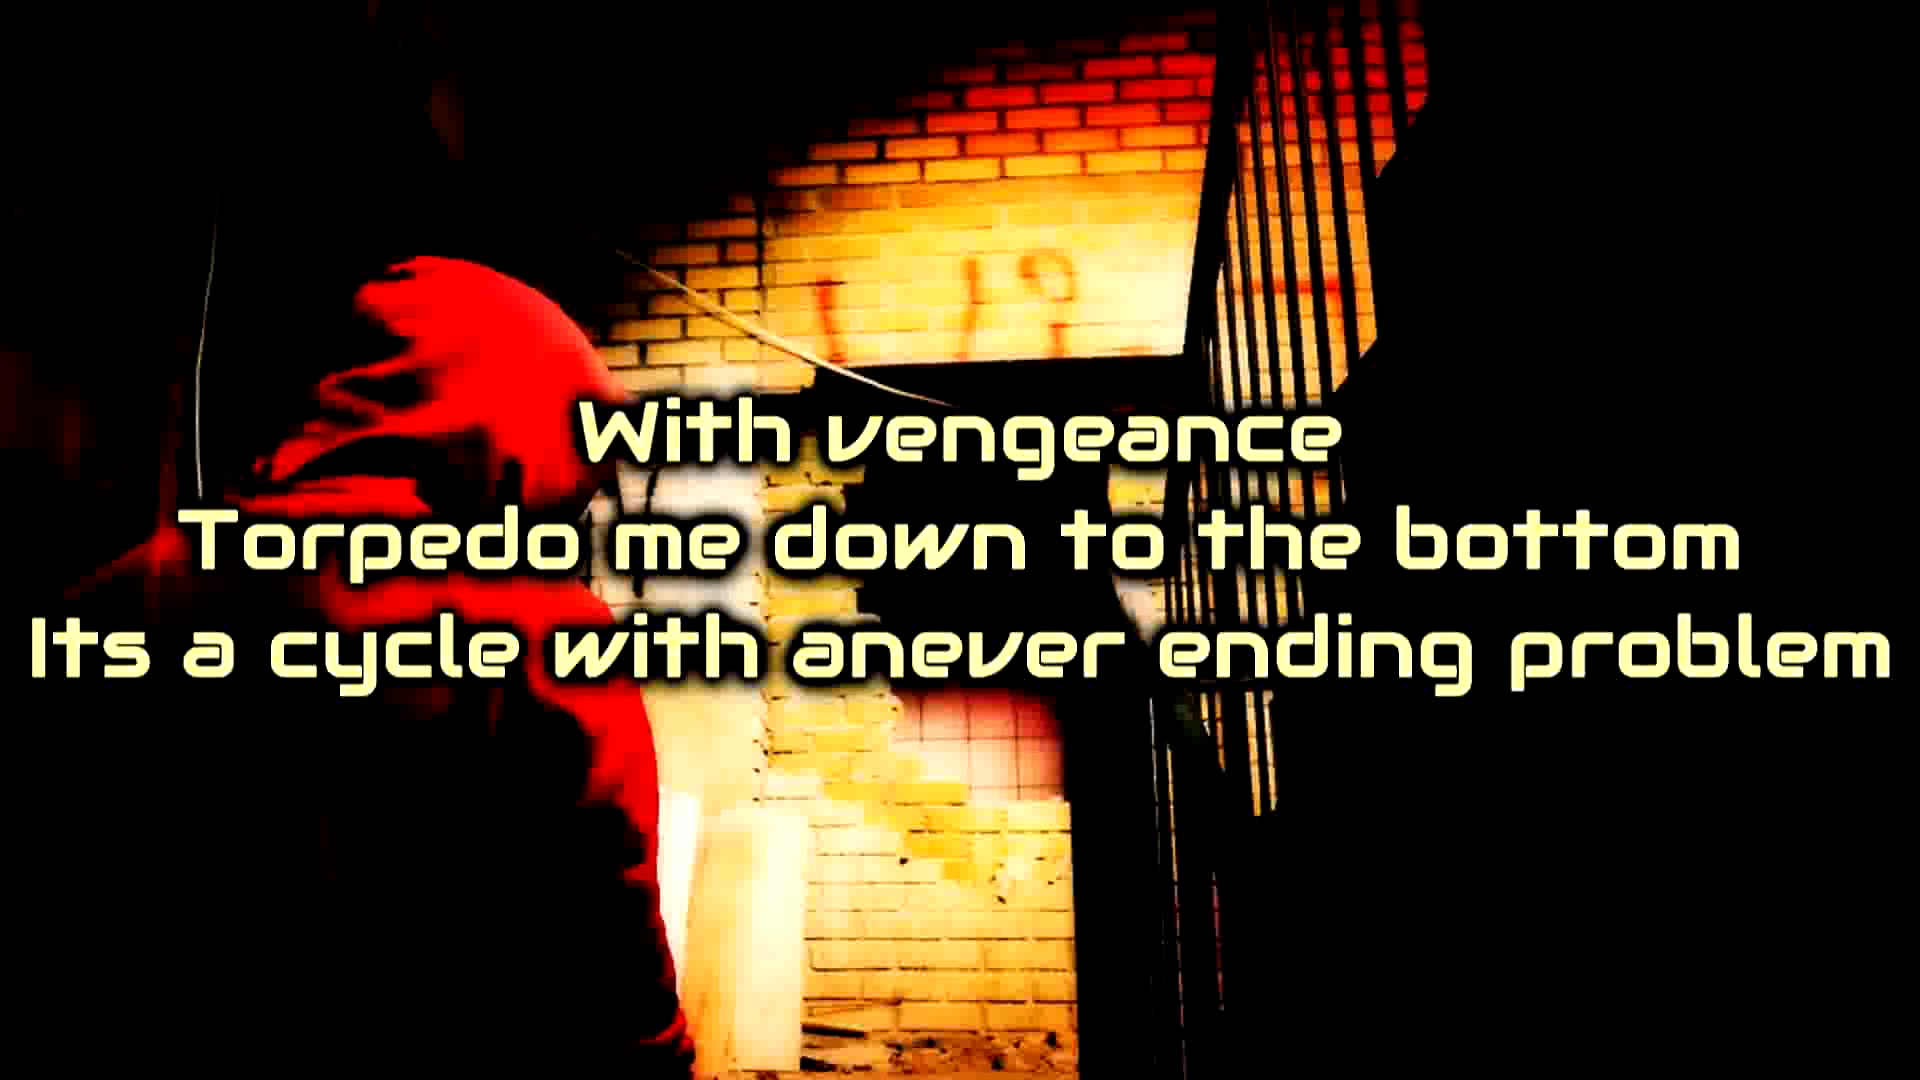 With vengeance
Torpedo me down to the bottom
Its a cycle with anever ending problem